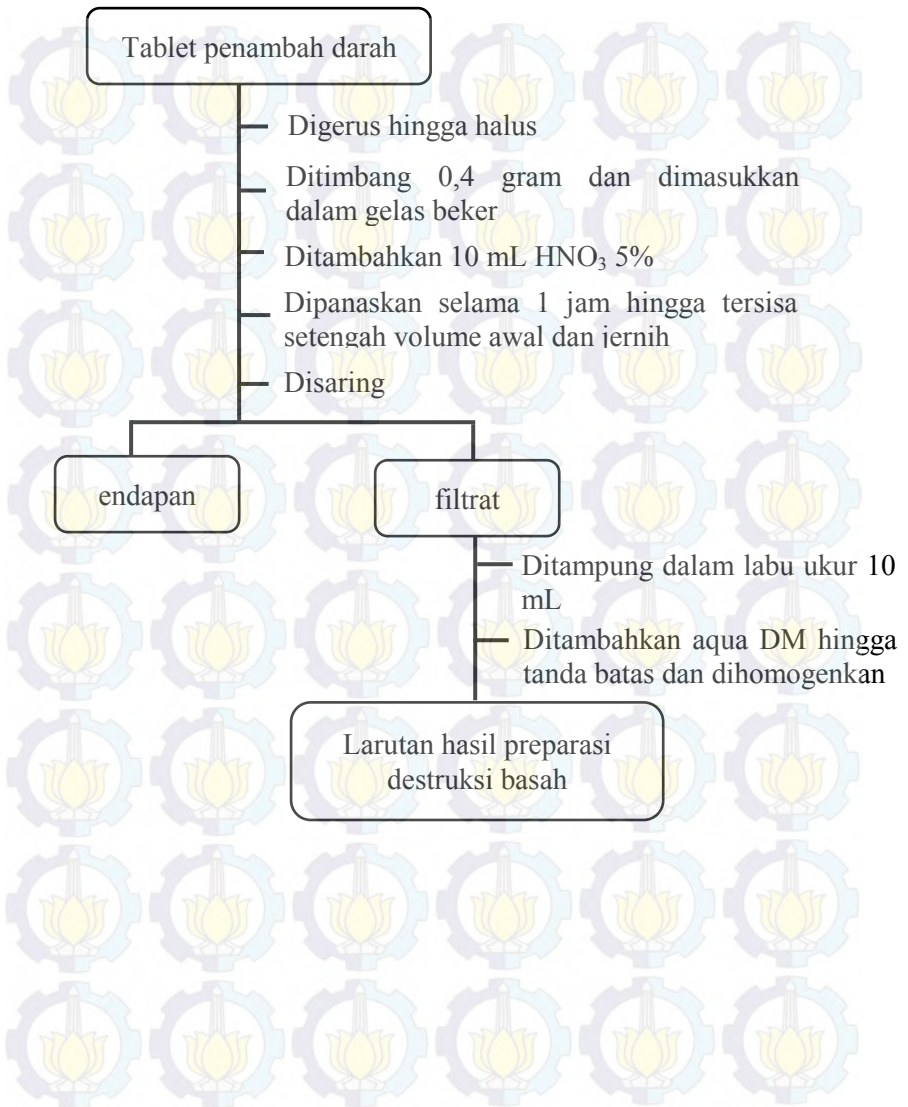 Tablet penambah darah
Digerus hingga halus
Ditimbang 0,4 gram dan dimasukkan
dalam gelas beker
Ditambahkan 10 mL HNO₃ 5%
Dipanaskan selama 1 jam hingga tersisa
setengah volume awal dan jernih
Disaring
endapan
filtrat
Ditampung dalam labu ukur 10
mL
Ditambahkan aqua DM hingga
tanda batas dan dihomogenkan
Larutan hasil preparasi
destruksi basah